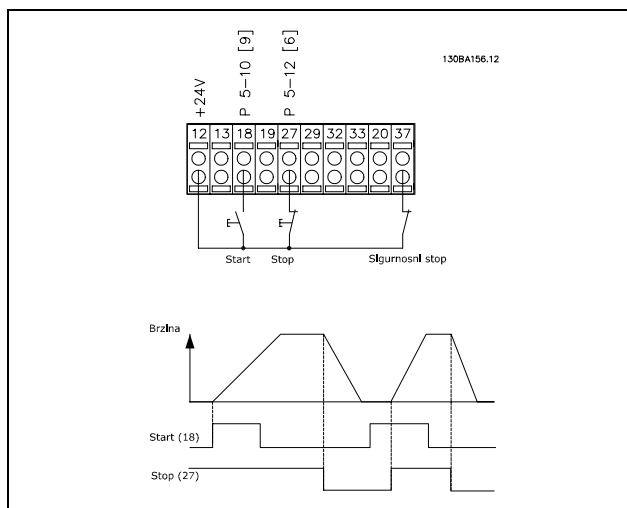 130BA156.12
+24V
P 5-10 [9]
P 5-12 [6]
12 13 18 19 27 29 32 33 20 37
Start Stop Sigurnosni stop
Brzina
Start (18)
Stop (27)